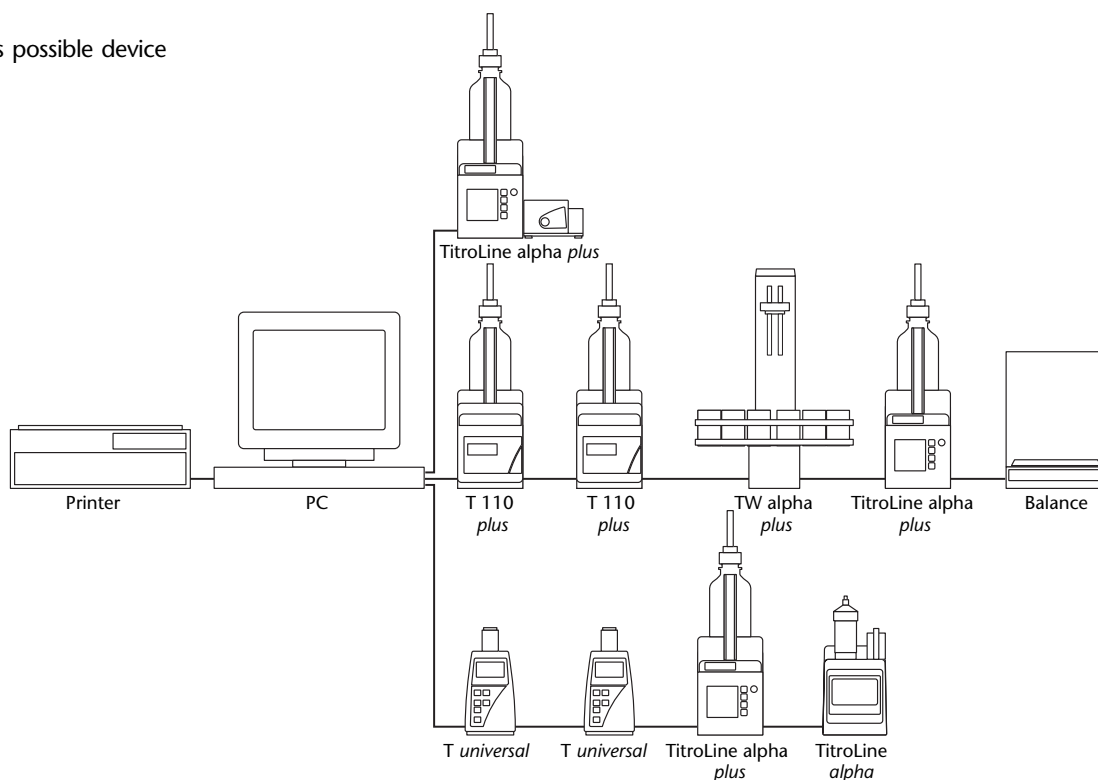 s possible device
TitroLine alpha plus
Printer
PC
T 110
plus
T 110
plus
TW alpha
plus
TitroLine alpha
plus
Balance
T universal
T universal
TitroLine alpha
plus
TitroLine
alpha